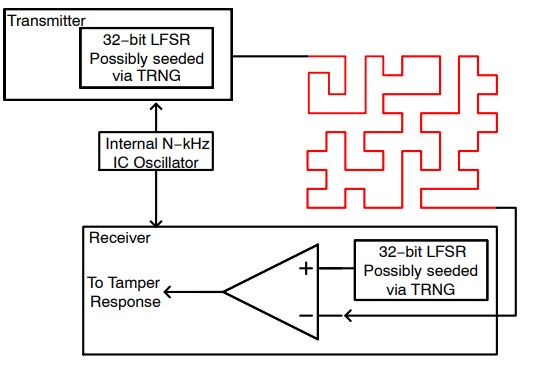 Transmitter
32-bit LFSR
Possibly seeded
via TRNG
Internal N-kHz
IC Oscillator
Receiver
32-bit LFSR
Possibly seeded
via TRNG
To Tamper
Response
+
−